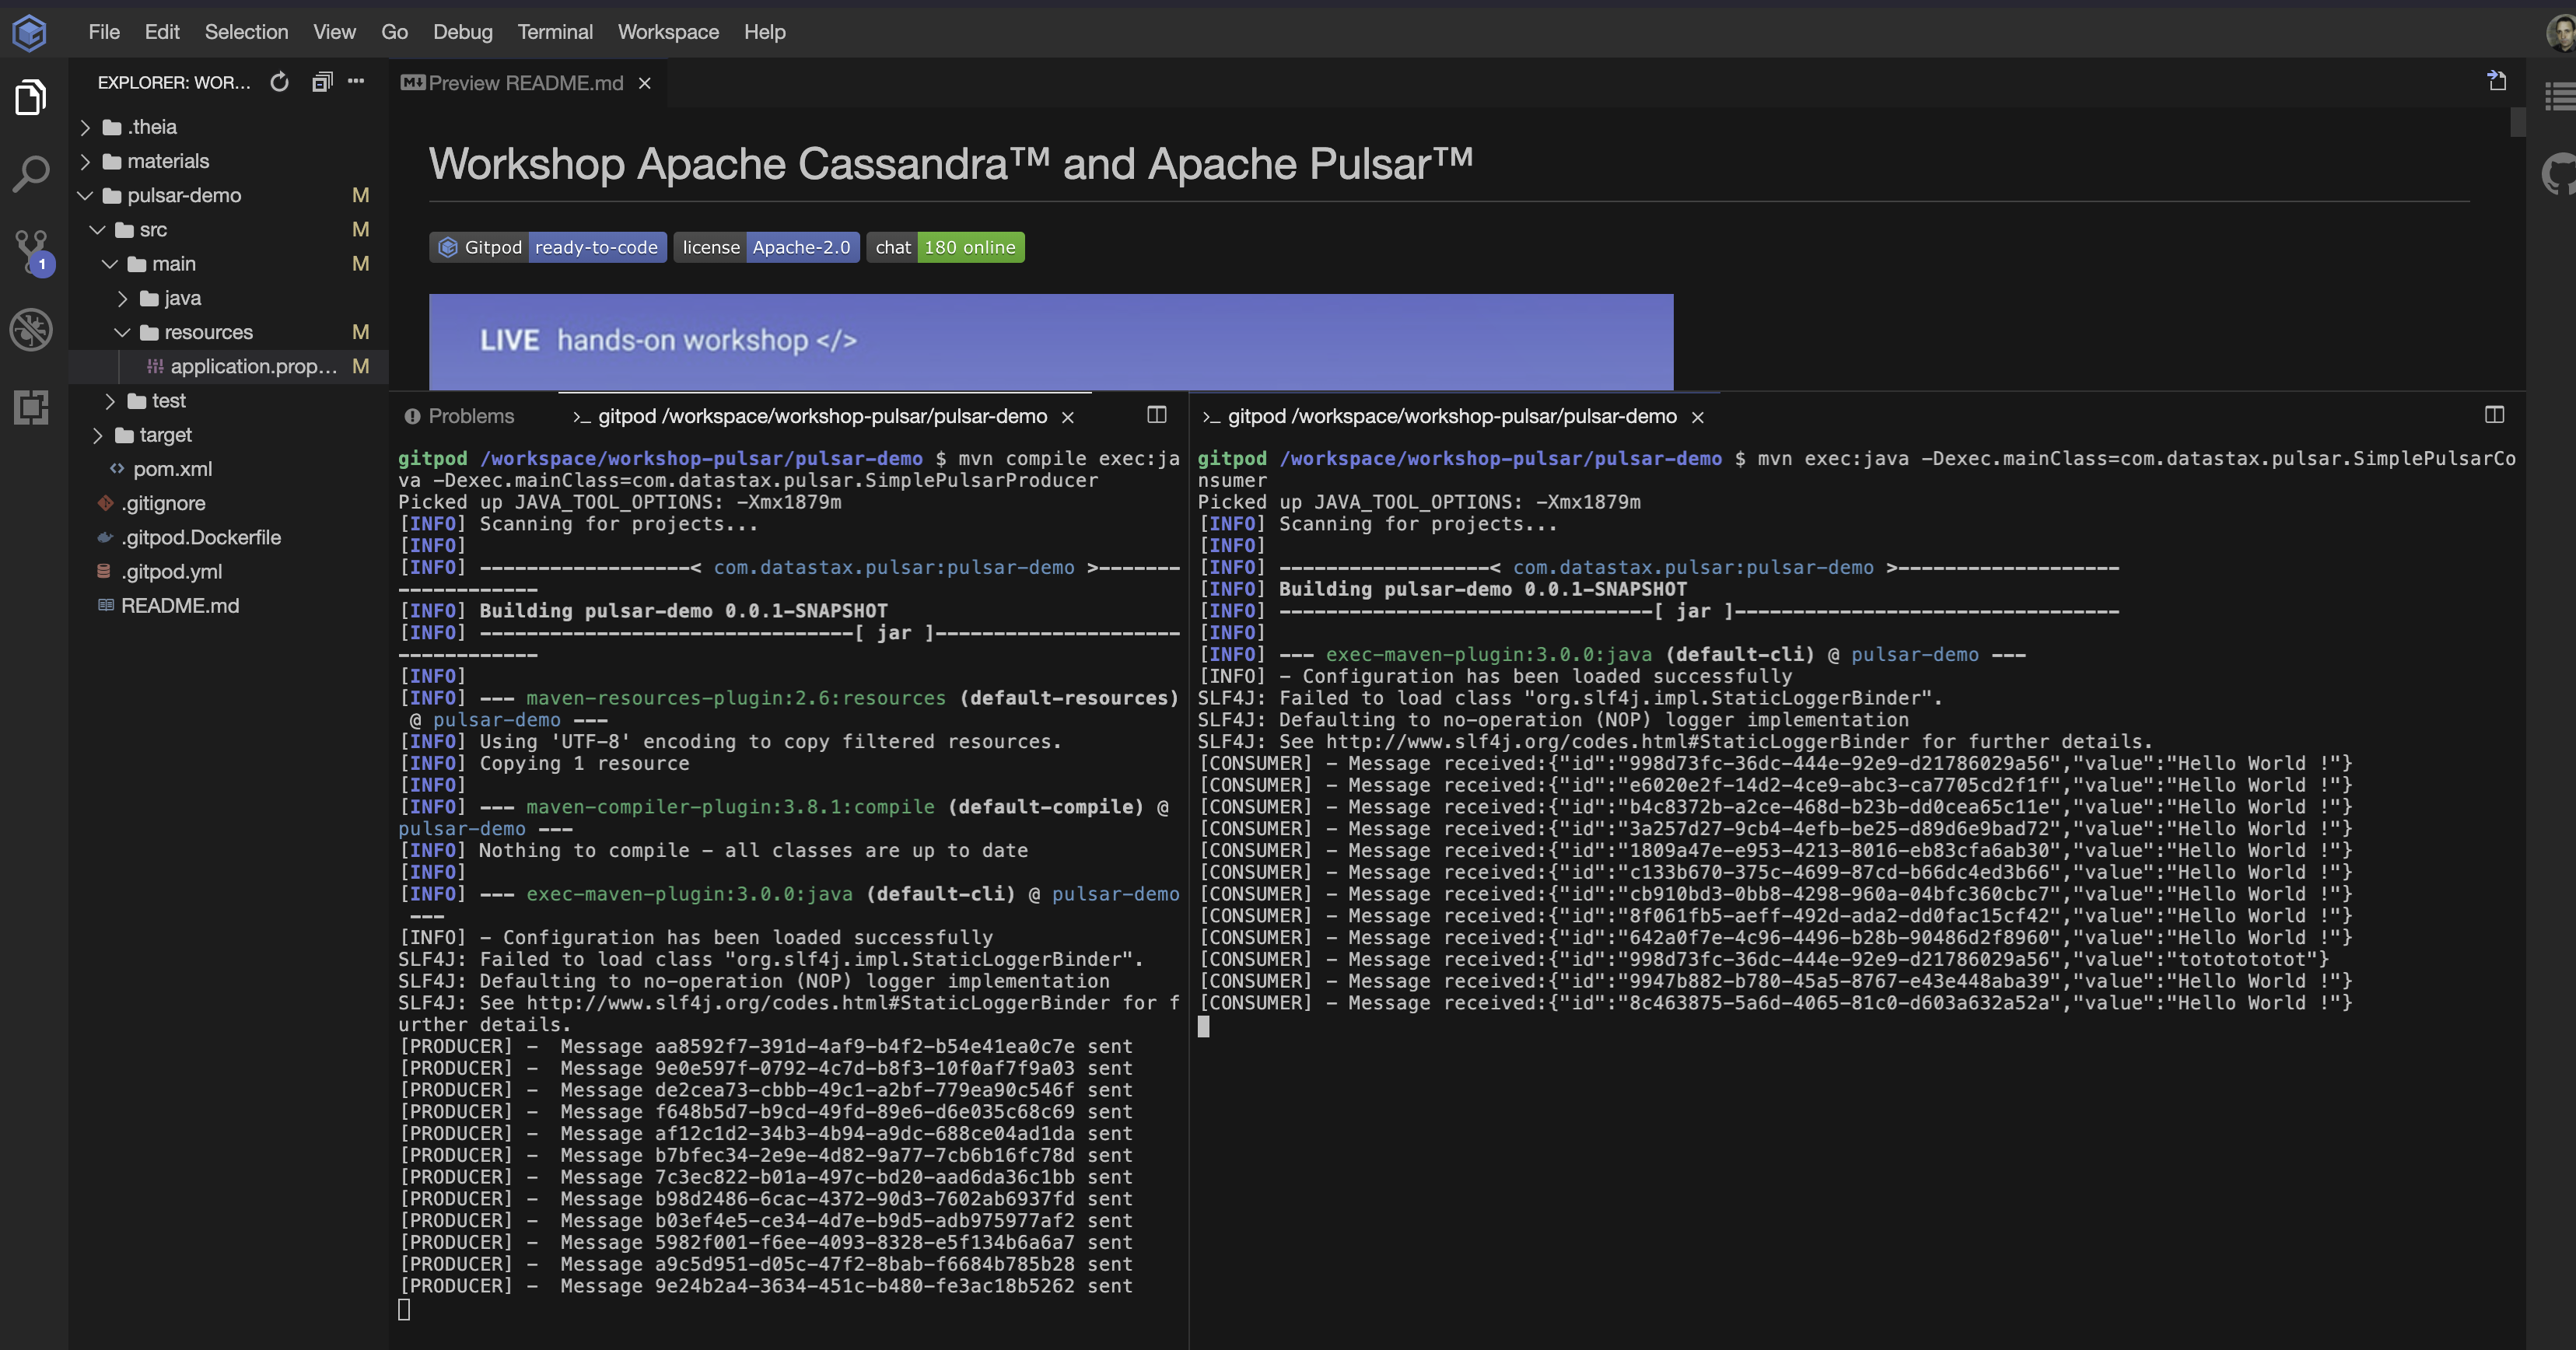 File Edit Selection View Go Debug Terminal Workspace Help
EXPLORER: WOR...
.theia
materials
pulsar-demo M
src M
main M
java
resources M
application.prop... M
test
target
pom.xml
.gitignore
.gitpod.Dockerfile
.gitpod.yml
README.md
1
Preview README.md
Workshop Apache Cassandra™ and Apache Pulsar™
Gitpod ready-to-code license Apache-2.0 chat 180 online
LIVE hands-on workshop </>
Problems
>_ gitpod /workspace/workshop-pulsar/pulsar-demo
gitpod /workspace/workshop-pulsar/pulsar-demo $ mvn compile exec:ja
va -Dexec.mainClass=com.datastax.pulsar.SimplePulsarProducer
Picked up JAVA_TOOL_OPTIONS: -Xmx1879m
[INFO] Scanning for projects...
[INFO]
[INFO] ------------------< com.datastax.pulsar:pulsar-demo >-------
------------
[INFO] Building pulsar-demo 0.0.1-SNAPSHOT
[INFO] --------------------------------[ jar ]---------------------
------------
[INFO]
[INFO] --- maven-resources-plugin:2.6:resources (default-resources)
@ pulsar-demo ---
[INFO] Using 'UTF-8' encoding to copy filtered resources.
[INFO] Copying 1 resource
[INFO]
[INFO] --- maven-compiler-plugin:3.8.1:compile (default-compile) @
pulsar-demo ---
[INFO] Nothing to compile - all classes are up to date
[INFO]
[INFO] --- exec-maven-plugin:3.0.0:java (default-cli) @ pulsar-demo
---
[INFO] - Configuration has been loaded successfully
SLF4J: Failed to load class "org.slf4j.impl.StaticLoggerBinder".
SLF4J: Defaulting to no-operation (NOP) logger implementation
SLF4J: See http://www.slf4j.org/codes.html#StaticLoggerBinder for f
urther details.
[PRODUCER] -  Message aa8592f7-391d-4af9-b4f2-b54e41ea0c7e sent
[PRODUCER] -  Message 9e0e597f-0792-4c7d-b8f3-10f0af7f9a03 sent
[PRODUCER] -  Message de2cea73-cbbb-49c1-a2bf-779ea90c546f sent
[PRODUCER] -  Message f648b5d7-b9cd-49fd-89e6-d6e035c68c69 sent
[PRODUCER] -  Message af12c1d2-34b3-4b94-a9dc-688ce04ad1da sent
[PRODUCER] -  Message b7bfec34-2e9e-4d82-9a77-7cb6b16fc78d sent
[PRODUCER] -  Message 7c3ec822-b01a-497c-bd20-aad6da36c1bb sent
[PRODUCER] -  Message b98d2486-6cac-4372-90d3-7602ab6937fd sent
[PRODUCER] -  Message b03ef4e5-ce34-4d7e-b9d5-adb975977af2 sent
[PRODUCER] -  Message 5982f001-f6ee-4093-8328-e5f134b6a6a7 sent
[PRODUCER] -  Message a9c5d951-d05c-47f2-8bab-f6684b785b28 sent
[PRODUCER] -  Message 9e24b2a4-3634-451c-b480-fe3ac18b5262 sent
>_ gitpod /workspace/workshop-pulsar/pulsar-demo
gitpod /workspace/workshop-pulsar/pulsar-demo $ mvn exec:java -Dexec.mainClass=com.datastax.pulsar.SimplePulsarCo
nsumer
Picked up JAVA_TOOL_OPTIONS: -Xmx1879m
[INFO] Scanning for projects...
[INFO]
[INFO] ------------------< com.datastax.pulsar:pulsar-demo >-------------------
[INFO] Building pulsar-demo 0.0.1-SNAPSHOT
[INFO] --------------------------------[ jar ]---------------------------------
[INFO]
[INFO] --- exec-maven-plugin:3.0.0:java (default-cli) @ pulsar-demo ---
[INFO] - Configuration has been loaded successfully
SLF4J: Failed to load class "org.slf4j.impl.StaticLoggerBinder".
SLF4J: Defaulting to no-operation (NOP) logger implementation
SLF4J: See http://www.slf4j.org/codes.html#StaticLoggerBinder for further details.
[CONSUMER] - Message received:{"id":"998d73fc-36dc-444e-92e9-d21786029a56","value":"Hello World !"}
[CONSUMER] - Message received:{"id":"e6020e2f-14d2-4ce9-abc3-ca7705cd2f1f","value":"Hello World !"}
[CONSUMER] - Message received:{"id":"b4c8372b-a2ce-468d-b23b-dd0cea65c11e","value":"Hello World !"}
[CONSUMER] - Message received:{"id":"3a257d27-9cb4-4efb-be25-d89d6e9bad72","value":"Hello World !"}
[CONSUMER] - Message received:{"id":"1809a47e-e953-4213-8016-eb83cfa6ab30","value":"Hello World !"}
[CONSUMER] - Message received:{"id":"c133b670-375c-4699-87cd-b66dc4ed3b66","value":"Hello World !"}
[CONSUMER] - Message received:{"id":"cb910bd3-0bb8-4298-960a-04bfc360cbc7","value":"Hello World !"}
[CONSUMER] - Message received:{"id":"8f061fb5-aeff-492d-ada2-dd0fac15cf42","value":"Hello World !"}
[CONSUMER] - Message received:{"id":"642a0f7e-4c96-4496-b28b-90486d2f8960","value":"Hello World !"}
[CONSUMER] - Message received:{"id":"998d73fc-36dc-444e-92e9-d21786029a56","value":"totototot"}
[CONSUMER] - Message received:{"id":"9947b882-b780-45a5-8767-e43e448aba39","value":"Hello World !"}
[CONSUMER] - Message received:{"id":"8c463875-5a6d-4065-81c0-d603a632a52a","value":"Hello World !"}